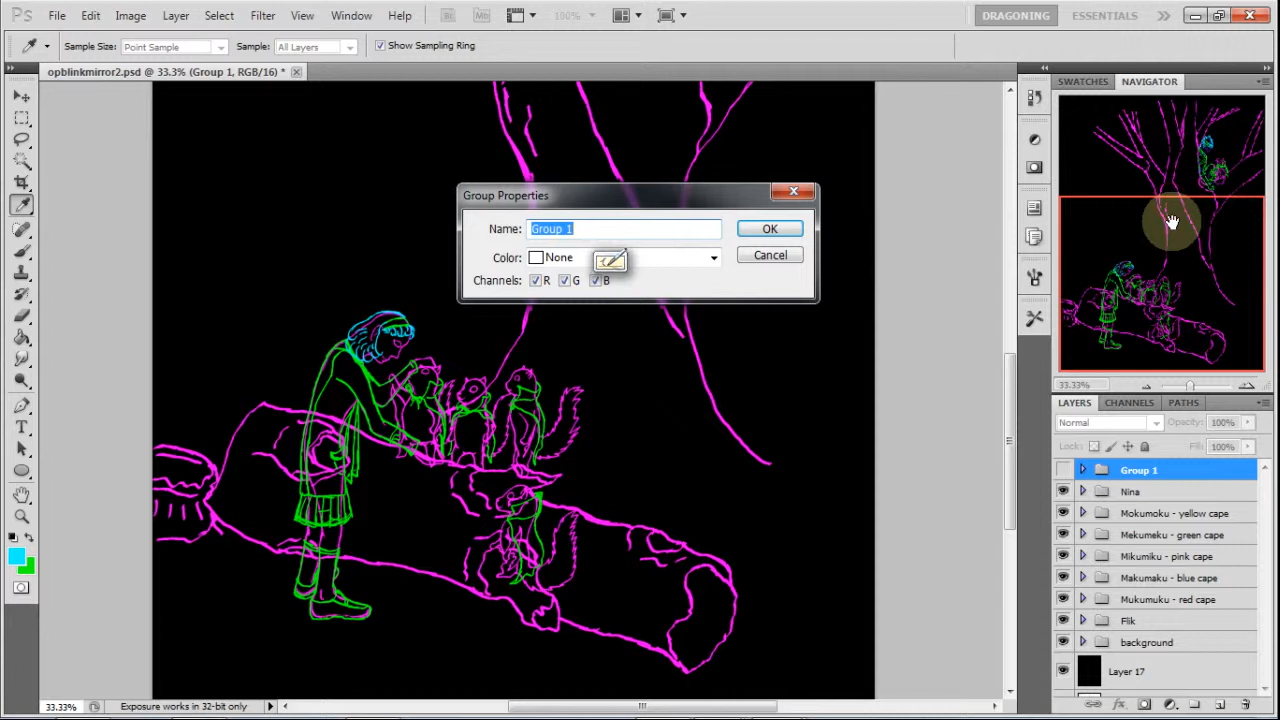 Ps File Edit Image Layer Select Filter View Window Help Br Mb 100% DRAGONING ESSENTIALS
Sample Size: Point Sample Sample: All Layers Show Sampling Ring
opblinkmirror2.psd @ 33.3% (Group 1, RGB/16) *
SWATCHES NAVIGATOR
Group Properties
Name: Group 1 OK
Color: None Cancel
Channels: R G B
33.33%
LAYERS CHANNELS PATHS
Normal Opacity: 100%
Lock: Fill: 100%
Group 1
Nina
Mokumoku - yellow cape
Mekumeku - green cape
Mikumiku - pink cape
Makumaku - blue cape
Mukumuku - red cape
Flik
background
Layer 17
33.33% Exposure works in 32-bit only